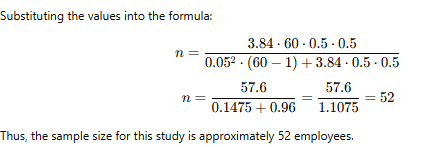 Substituting the values into the formula:
n = 3.84 · 60 · 0.5 · 0.5 / 0.05² · (60 – 1) + 3.84 · 0.5 · 0.5
n = 57.6 / 0.1475 + 0.96 = 57.6 / 1.1075 = 52
Thus, the sample size for this study is approximately 52 employees.